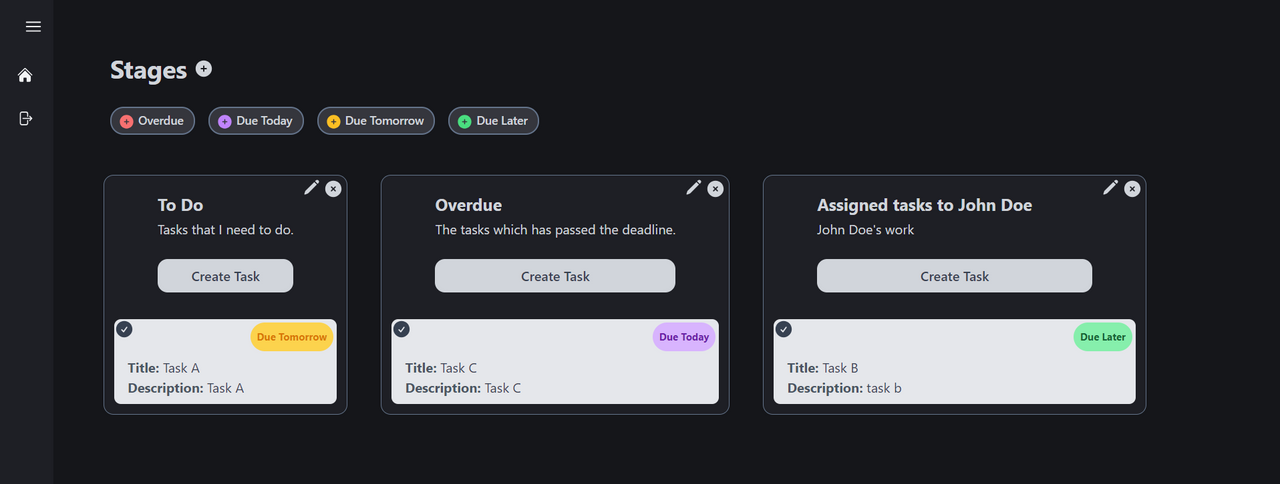 Stages
Overdue
Due Today
Due Tomorrow
Due Later
To Do
Tasks that I need to do.
Create Task
Due Tomorrow
Title: Task A
Description: Task A
Overdue
The tasks which has passed the deadline.
Create Task
Due Today
Title: Task C
Description: Task C
Assigned tasks to John Doe
John Doe's work
Create Task
Due Later
Title: Task B
Description: task b